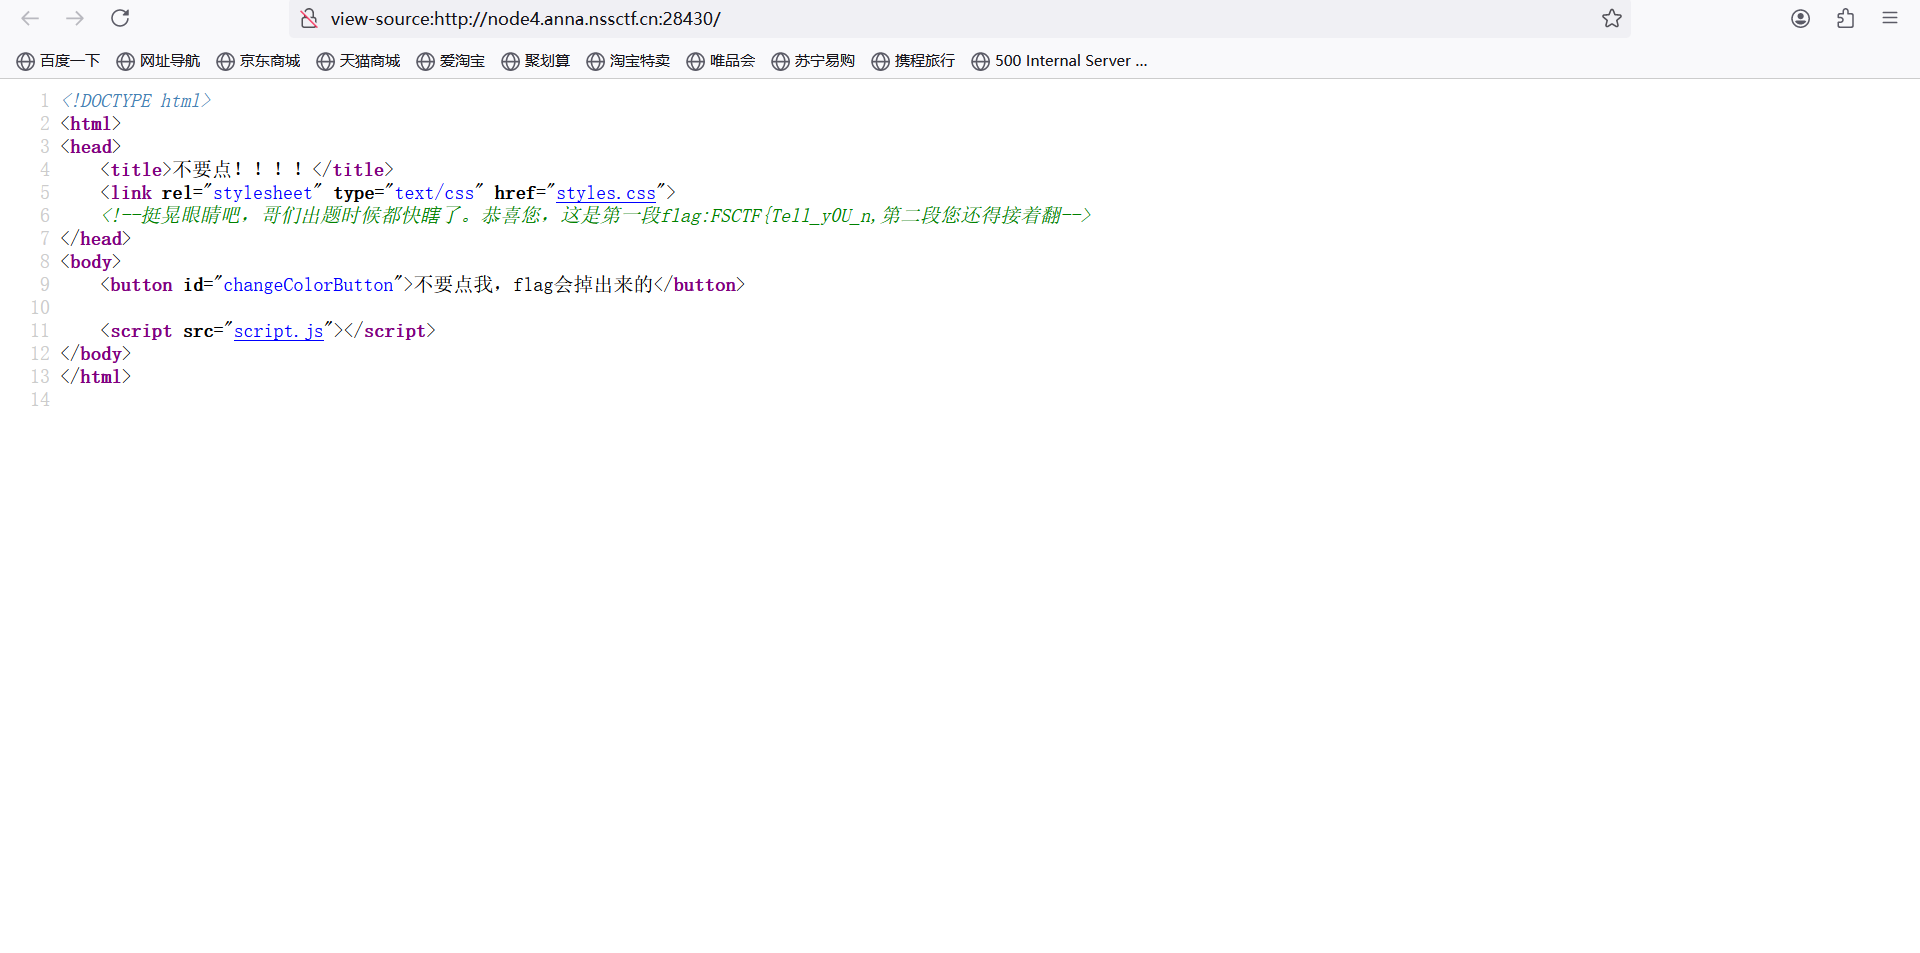 view-source:http://node4.anna.nssctf.cn:28430/
百度一下 网址导航 京东商城 天猫商城 爱淘宝 聚划算 淘宝特卖 唯品会 苏宁易购 携程旅行 500 Internal Server ...
1 <!DOCTYPE html>
2 <html>
3 <head>
4     <title>不要点！！！！</title>
5     <link rel="stylesheet" type="text/css" href="styles.css">
6     <!--挺晃眼睛吧，哥们出题时候都快瞎了。恭喜您，这是第一段flag:FSCTF{Tell_y0U_n,第二段您还得接着翻-->
7 </head>
8 <body>
9     <button id="changeColorButton">不要点我，flag会掉出来的</button>
10
11     <script src="script.js"></script>
12 </body>
13 </html>
14